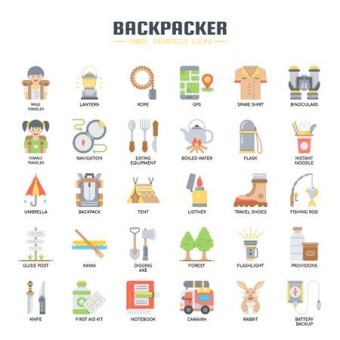 BACKPACKER
PIXEL PERFECT ICON
MALE TRAVELER
LANTERN
ROPE
GPS
SPARE SHIRT
BINOCULARS
FEMALE TRAVELER
NAVIGATION
EATING EQUIPMENT
BOILED WATER
FLASK
INSTANT NOODLE
UMBRELLA
BACKPACK
TENT
LIGTHER
TRAVEL SHOES
FISHING ROD
GUIDE POST
KAYAK
DIGGING AXE
FOREST
FLASHLIGHT
PROVISIONS
KNIFE
FIRST AID KIT
NOTEBOOK
CARAVAN
RABBIT
BATTERY BACKUP